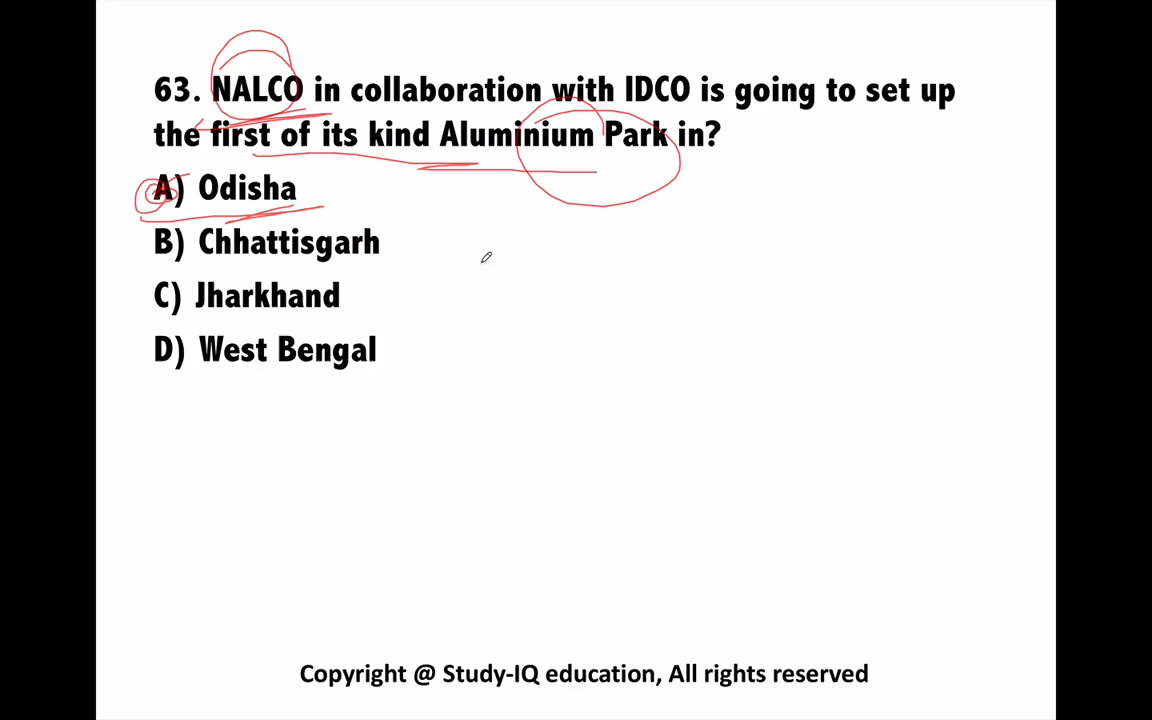 63. NALCO in collaboration with IDCO is going to set up
the first of its kind Aluminium Park in?
A) Odisha
B) Chhattisgarh
C) Jharkhand
D) West Bengal
Copyright @ Study-IQ education, All rights reserved